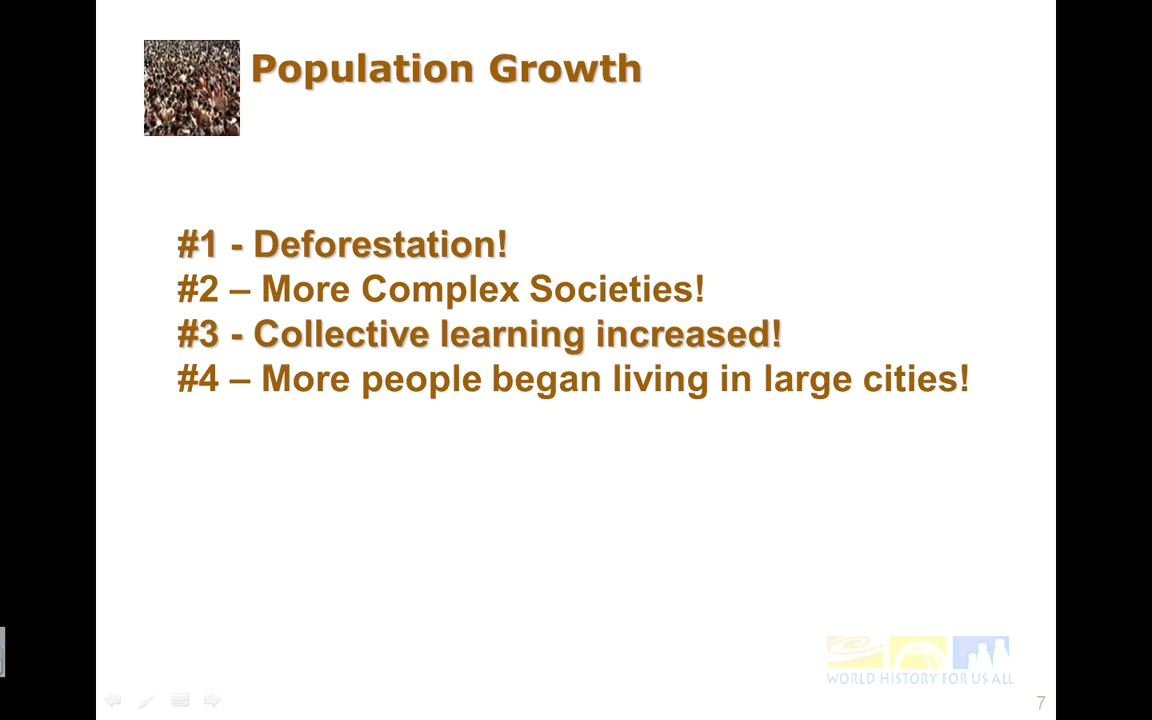 Population Growth
#1 - Deforestation!
#2 – More Complex Societies!
#3 - Collective learning increased!
#4 – More people began living in large cities!
WORLD HISTORY FOR US ALL
7